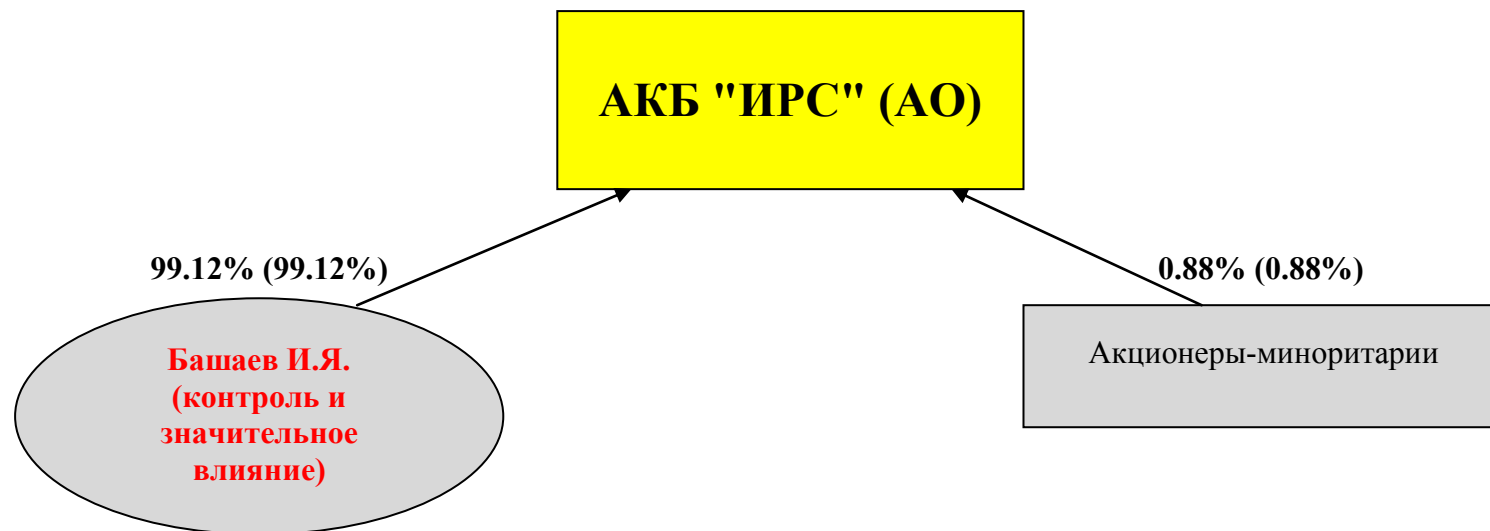 АКБ "ИРС" (АО)
99.12% (99.12%)
0.88% (0.88%)
Башаев И.Я.
(контроль и
значительное
влияние)
Акционеры-миноритарии